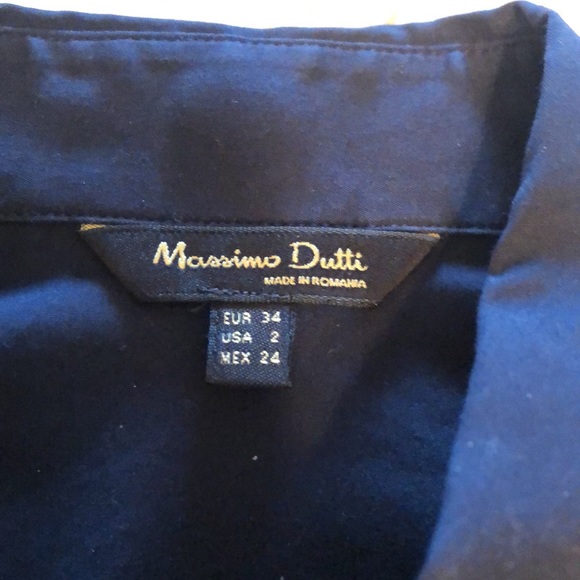 Massimo Dutti
MADE IN ROMANIA
EUR 34
USA 2
MEX 24